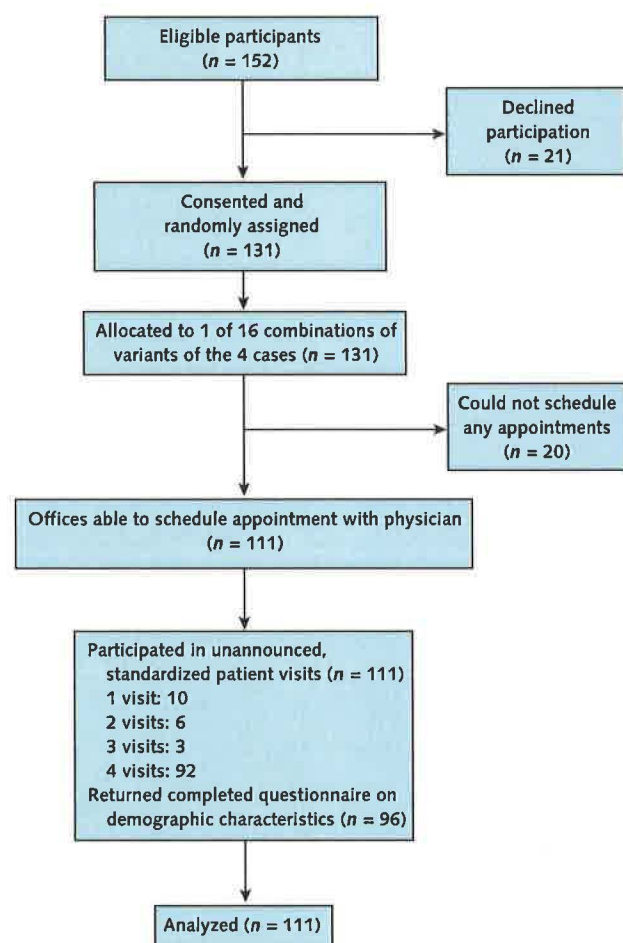 Eligible participants
(n = 152)
Declined
participation
(n = 21)
Consented and
randomly assigned
(n = 131)
Allocated to 1 of 16 combinations of
variants of the 4 cases (n = 131)
Could not schedule
any appointments
(n = 20)
Offices able to schedule appointment with physician
(n = 111)
Participated in unannounced,
standardized patient visits (n = 111)
1 visit: 10
2 visits: 6
3 visits: 3
4 visits: 92
Returned completed questionnaire on
demographic characteristics (n = 96)
Analyzed (n = 111)